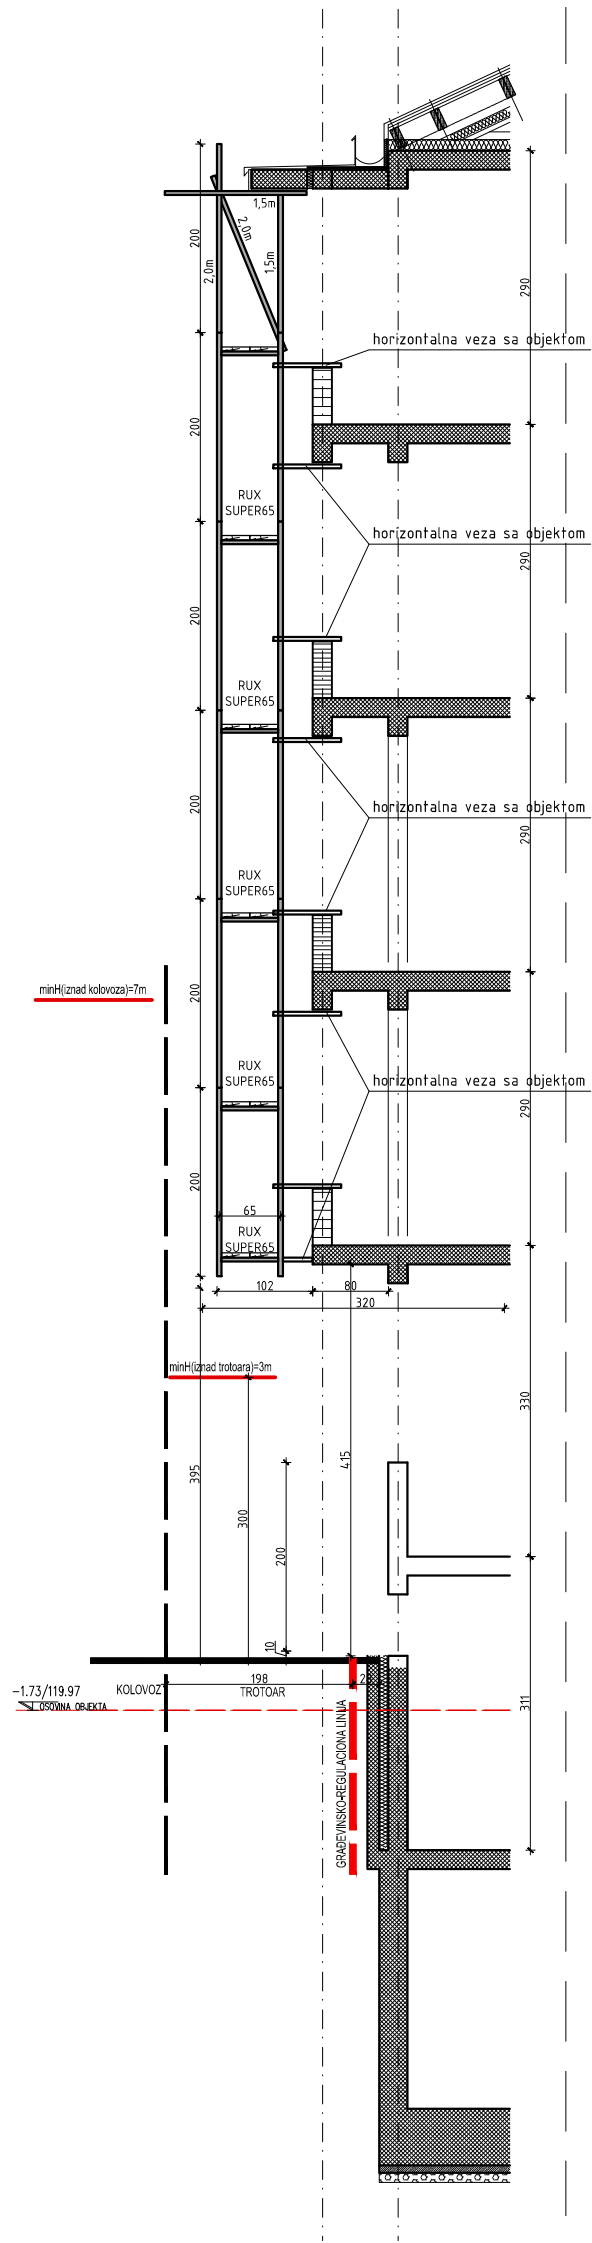 1,5m
2,0m
1,5m
2,0m
200
290
horizontalna veza sa objektom
200
RUX
SUPER65
horizontalna veza sa objektom
290
200
RUX
SUPER65
horizontalna veza sa objektom
200
290
RUX
SUPER65
minH(iznad kolovoza)=7m
200
RUX
SUPER65
horizontalna veza sa objektom
290
200
65
RUX
SUPER65
102
80
320
minH(iznad trotoara)=3m
330
395
415
300
200
10
198
-1.73/119.97
KOLOVOZ
TROTOAR
OSOVINA OBJEKTA
311
GRAĐEVINSKO-REGULACIONA LINIJA